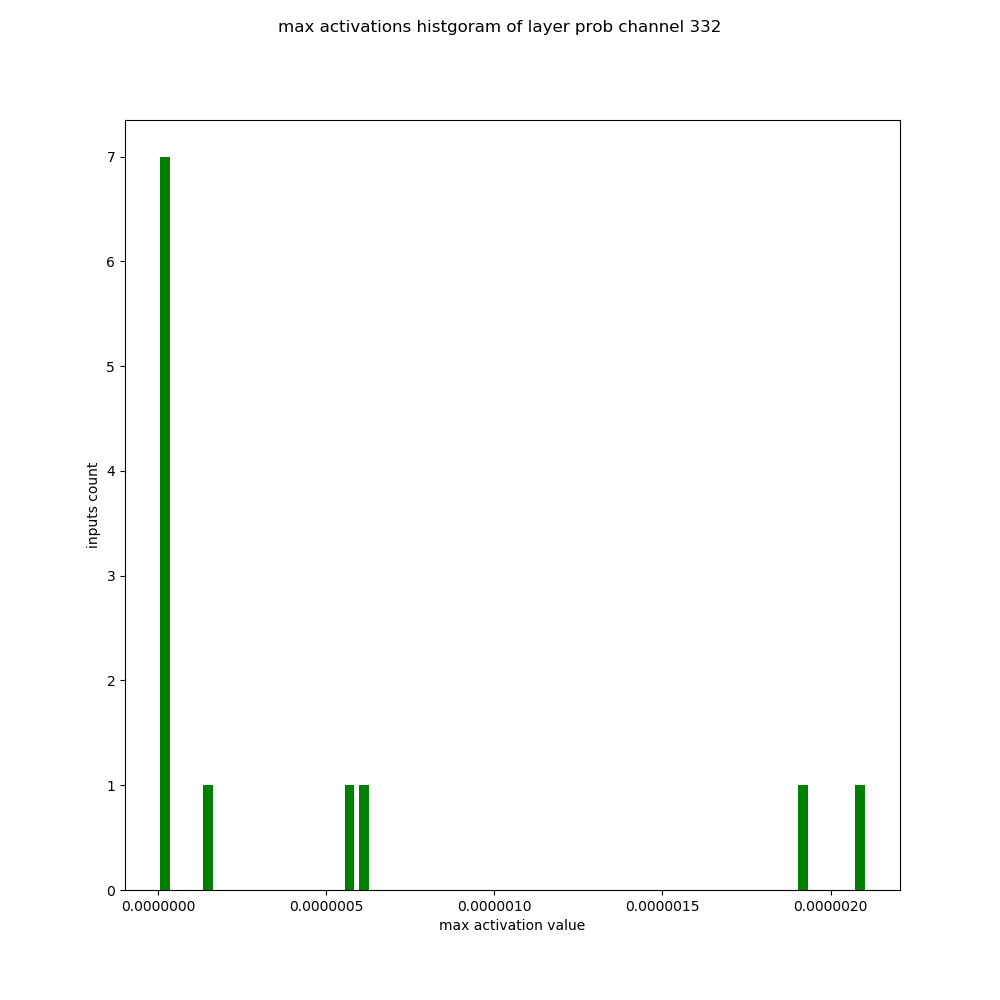 max activations histgoram of layer prob channel 332
7
6
5
4
3
2
1
0
inputs count
0.0000000 0.0000005 0.0000010 0.0000015 0.0000020
max activation value